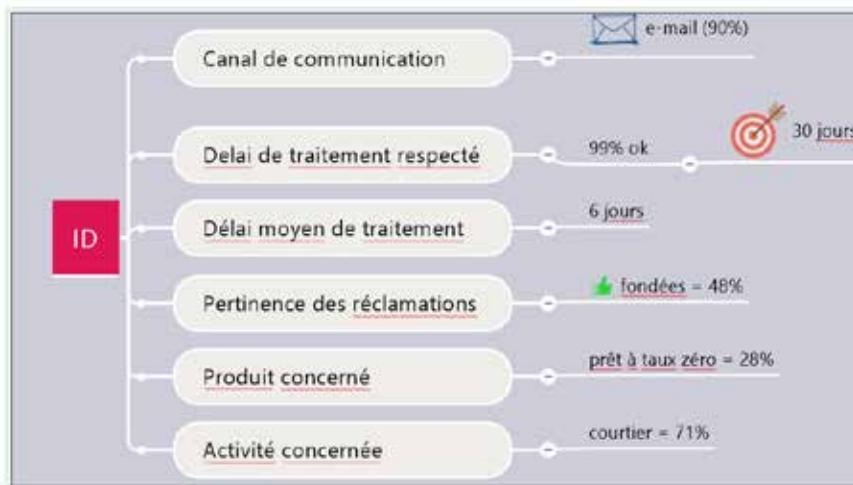 ID
Canal de communication
e-mail (90%)
Delai de traitement respecté
99% ok
30 jours
Délai moyen de traitement
6 jours
Pertinence des réclamations
fondées = 48%
Produit concerné
prêt à taux zéro = 28%
Activité concernée
courtier = 71%